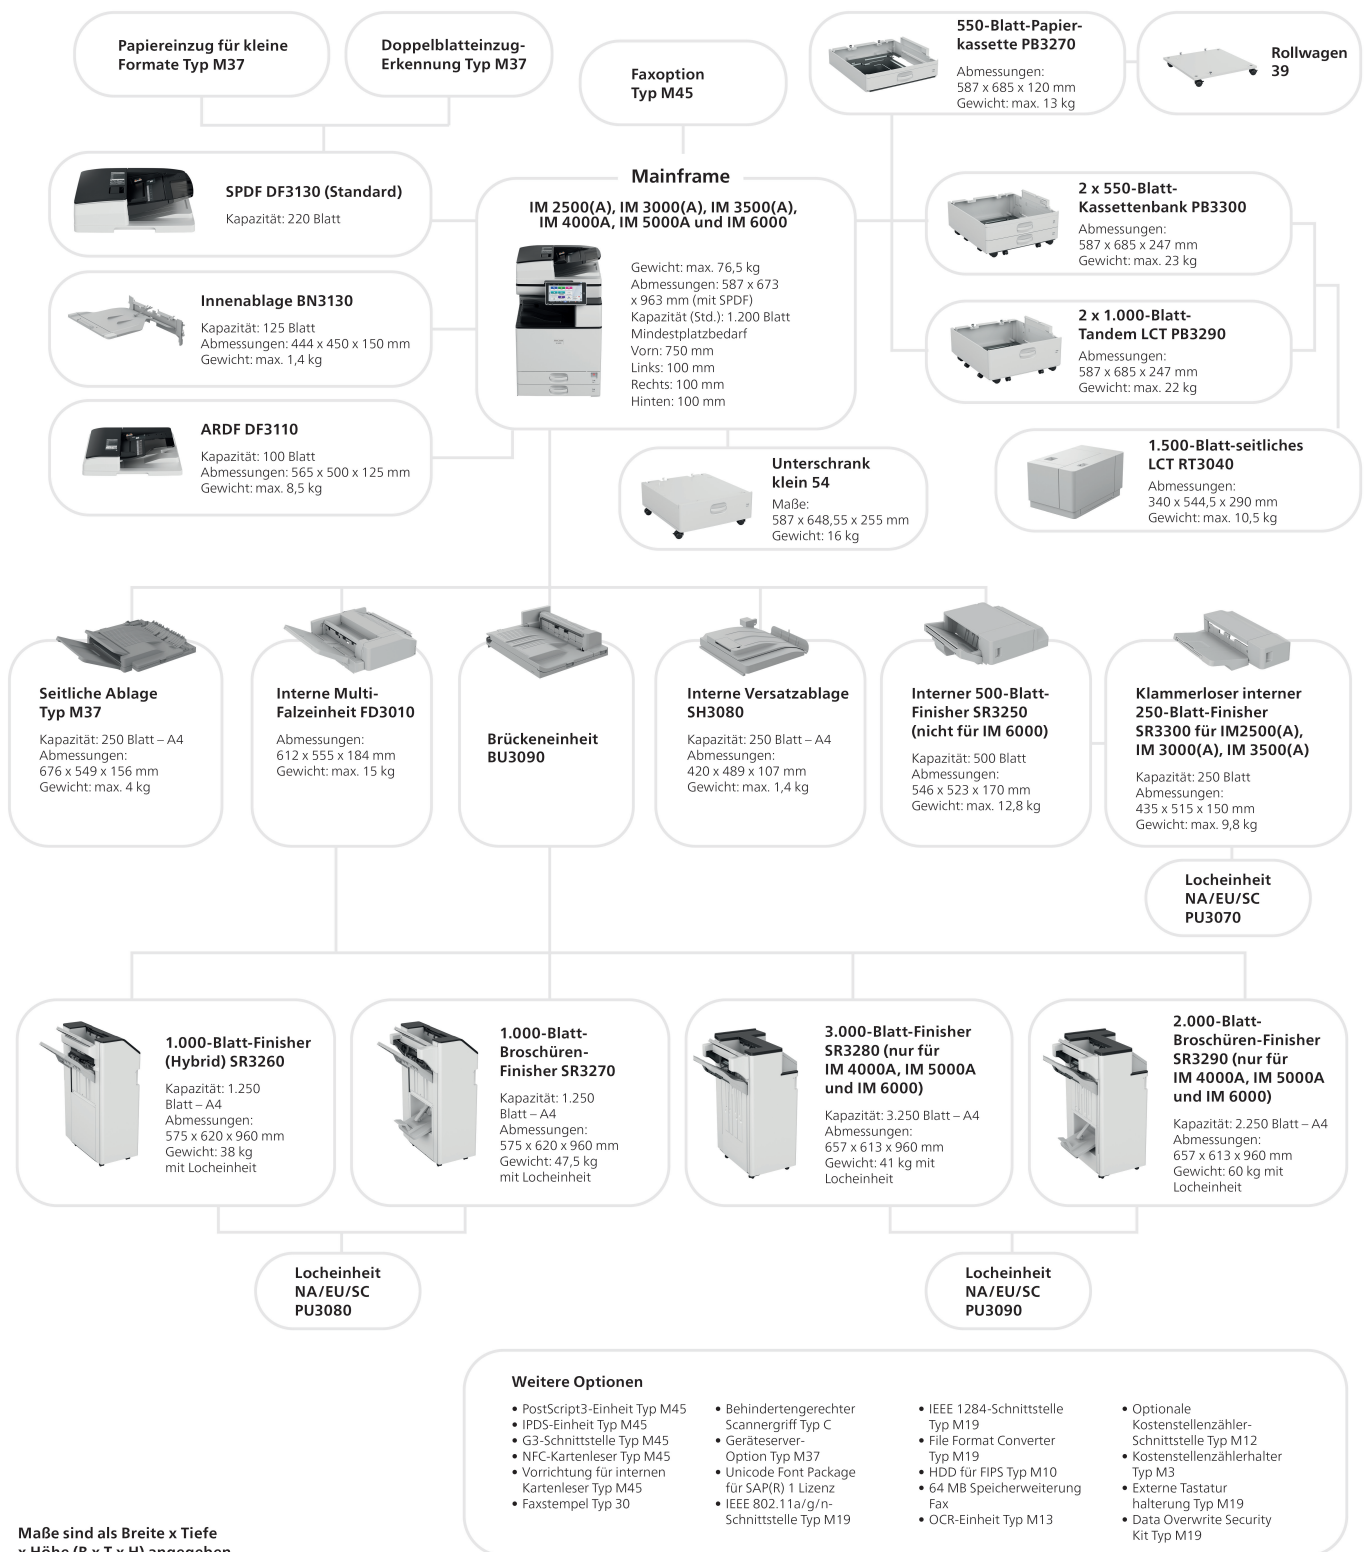 Papiereinzug für kleine
Formate Typ M37
Doppelblatteinzug-
Erkennung Typ M37
Faxoption
Typ M45
550-Blatt-Papier-
kassette PB3270
Abmessungen:
587 x 685 x 120 mm
Gewicht: max. 13 kg
Rollwagen
39
SPDF DF3130 (Standard)
Kapazität: 220 Blatt
Innenablage BN3130
Kapazität: 125 Blatt
Abmessungen: 444 x 450 x 150 mm
Gewicht: max. 1,4 kg
ARDF DF3110
Kapazität: 100 Blatt
Abmessungen: 565 x 500 x 125 mm
Gewicht: max. 8,5 kg
Mainframe
IM 2500(A), IM 3000(A), IM 3500(A),
IM 4000A, IM 5000A und IM 6000
Gewicht: max. 76,5 kg
Abmessungen: 587 x 673
x 963 mm (mit SPDF)
Kapazität (Std.): 1.200 Blatt
Mindestplatzbedarf
Vorn: 750 mm
Links: 100 mm
Rechts: 100 mm
Hinten: 100 mm
2 x 550-Blatt-
Kassettenbank PB3300
Abmessungen:
587 x 685 x 247 mm
Gewicht: max. 23 kg
2 x 1.000-Blatt-
Tandem LCT PB3290
Abmessungen:
587 x 685 x 247 mm
Gewicht: max. 22 kg
Unterschrank
klein 54
Maße:
587 x 648,55 x 255 mm
Gewicht: 16 kg
1.500-Blatt-seitliches
LCT RT3040
Abmessungen:
340 x 544,5 x 290 mm
Gewicht: max. 10,5 kg
Seitliche Ablage
Typ M37
Kapazität: 250 Blatt – A4
Abmessungen:
676 x 549 x 156 mm
Gewicht: max. 4 kg
Interne Multi-
Falzeinheit FD3010
Abmessungen:
612 x 555 x 184 mm
Gewicht: max. 15 kg
Brückeneinheit
BU3090
Interne Versatzablage
SH3080
Kapazität: 250 Blatt – A4
Abmessungen:
420 x 489 x 107 mm
Gewicht: max. 1,4 kg
Interner 500-Blatt-
Finisher SR3250
(nicht für IM 6000)
Kapazität: 500 Blatt
Abmessungen:
546 x 523 x 170 mm
Gewicht: max. 12,8 kg
Klammerloser interner
250-Blatt-Finisher
SR3300 für IM2500(A),
IM 3000(A), IM 3500(A)
Kapazität: 250 Blatt
Abmessungen:
435 x 515 x 150 mm
Gewicht: max. 9,8 kg
Locheinheit
NA/EU/SC
PU3070
1.000-Blatt-Finisher
(Hybrid) SR3260
Kapazität: 1.250
Blatt – A4
Abmessungen:
575 x 620 x 960 mm
Gewicht: 38 kg
mit Locheinheit
1.000-Blatt-
Broschüren-
Finisher SR3270
Kapazität: 1.250
Blatt – A4
Abmessungen:
575 x 620 x 960 mm
Gewicht: 47,5 kg
mit Locheinheit
3.000-Blatt-Finisher
SR3280 (nur für
IM 4000A, IM 5000A
und IM 6000)
Kapazität: 3.250 Blatt – A4
Abmessungen:
657 x 613 x 960 mm
Gewicht: 41 kg mit
Locheinheit
2.000-Blatt-
Broschüren-Finisher
SR3290 (nur für
IM 4000A, IM 5000A
und IM 6000)
Kapazität: 2.250 Blatt – A4
Abmessungen:
657 x 613 x 960 mm
Gewicht: 60 kg mit
Locheinheit
Locheinheit
NA/EU/SC
PU3080
Locheinheit
NA/EU/SC
PU3090
Weitere Optionen
• PostScript3-Einheit Typ M45
• IPDS-Einheit Typ M45
• G3-Schnittstelle Typ M45
• NFC-Kartenleser Typ M45
• Vorrichtung für internen
Kartenleser Typ M45
• Faxstempel Typ 30
• Behindertengerechter
Scannergriff Typ C
• Geräteserver-
Option Typ M37
• Unicode Font Package
für SAP(R) 1 Lizenz
• IEEE 802.11a/g/n-
Schnittstelle Typ M19
• IEEE 1284-Schnittstelle
Typ M19
• File Format Converter
Typ M19
• HDD für FIPS Typ M10
• 64 MB Speicherweiterung
Fax
• OCR-Einheit Typ M13
• Optionale
Kostenstellenzähler-
Schnittstelle Typ M12
• Kostenstellenzählerhalter
Typ M3
• Externe Tastatur
halterung Typ M19
• Data Overwrite Security
Kit Typ M19
Maße sind als Breite x Tiefe
x Höhe (B x T x H) angegeben